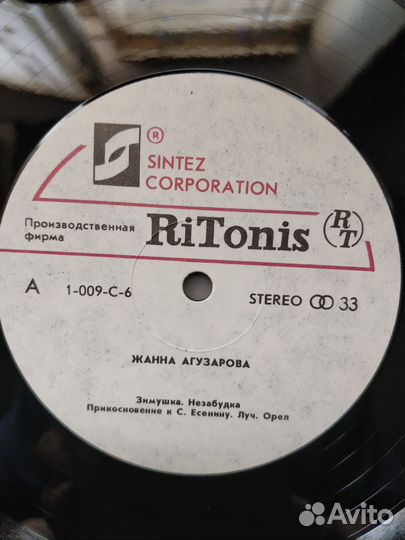 ®
SINTEZ
CORPORATION
Производственная
фирма
RiTonis
RT
A 1-009-С-6 STEREO 33
ЖАННА АГУЗАРОВА
Зимушка. Незабудка
Прикосновение к С. Есенину. Луч. Орел
Avito